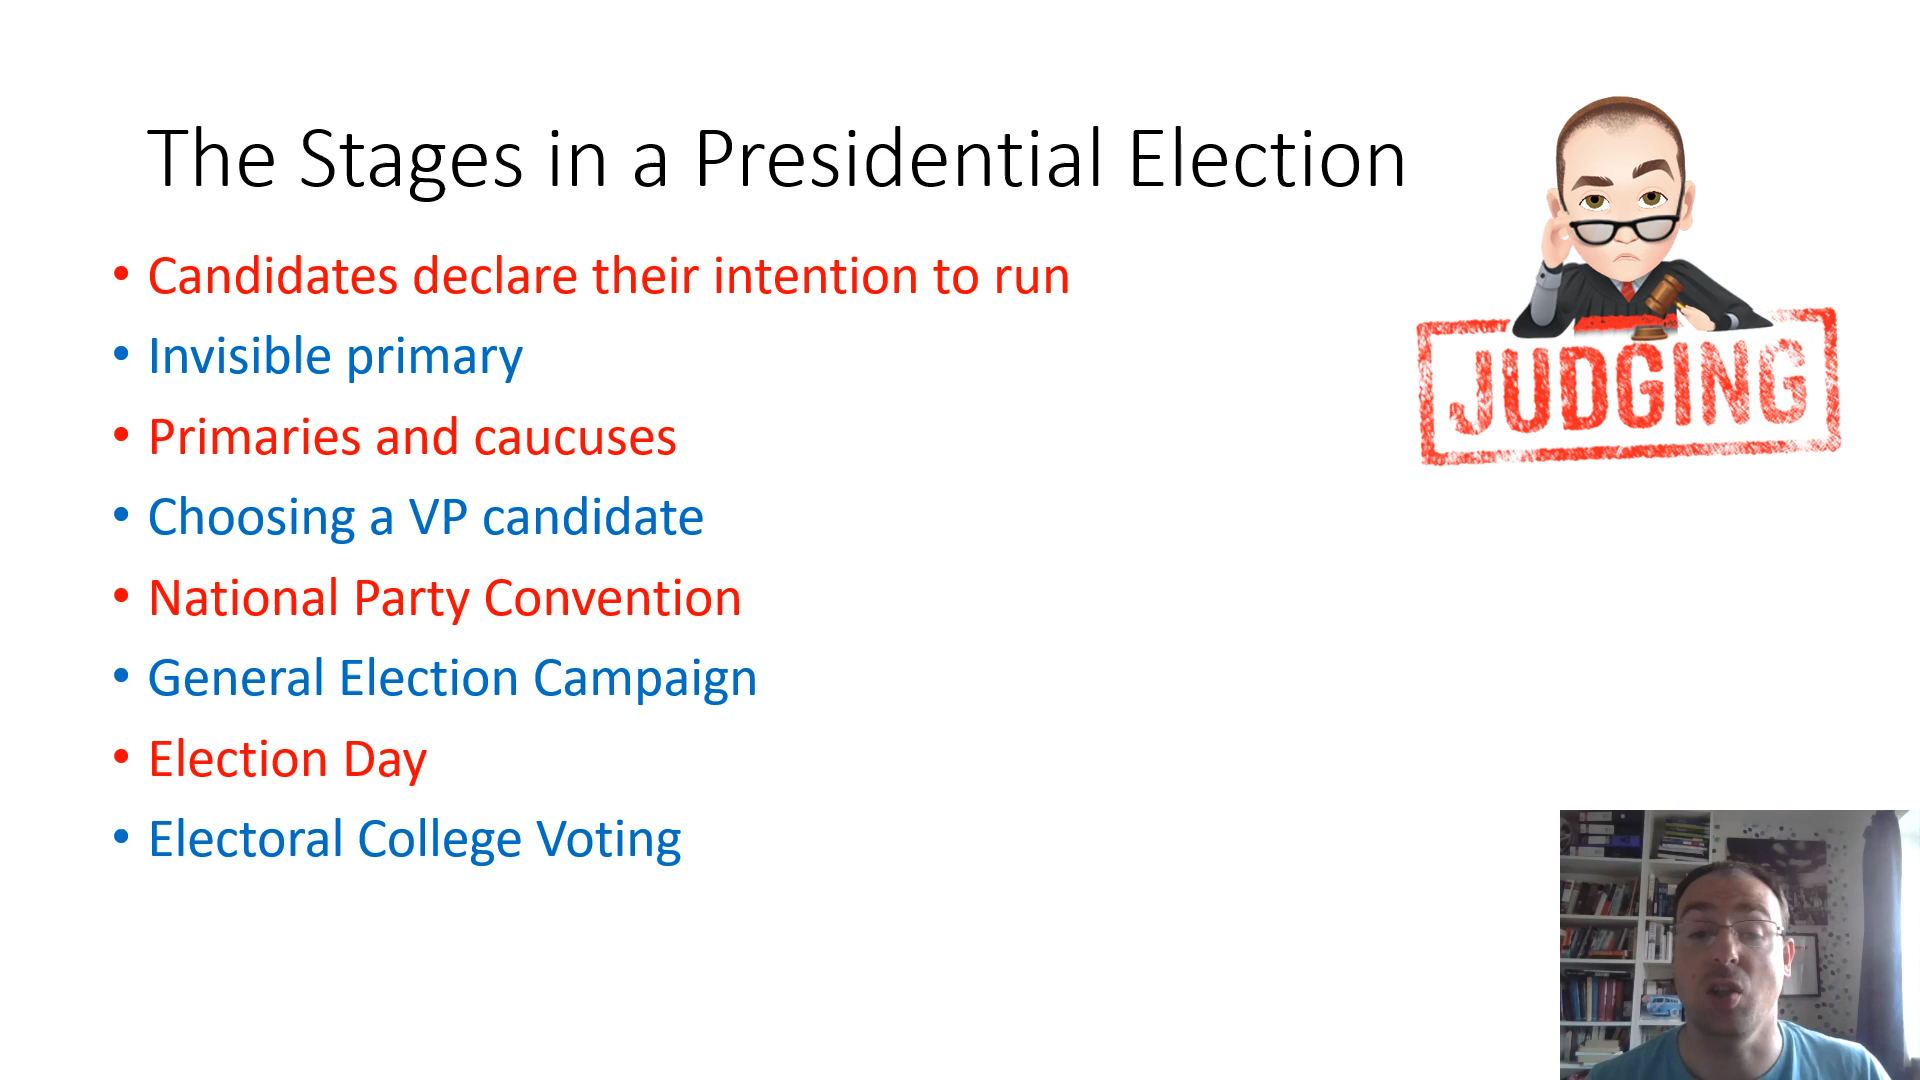 The Stages in a Presidential Election
• Candidates declare their intention to run
• Invisible primary
• Primaries and caucuses
• Choosing a VP candidate
• National Party Convention
• General Election Campaign
• Election Day
• Electoral College Voting
JUDGING